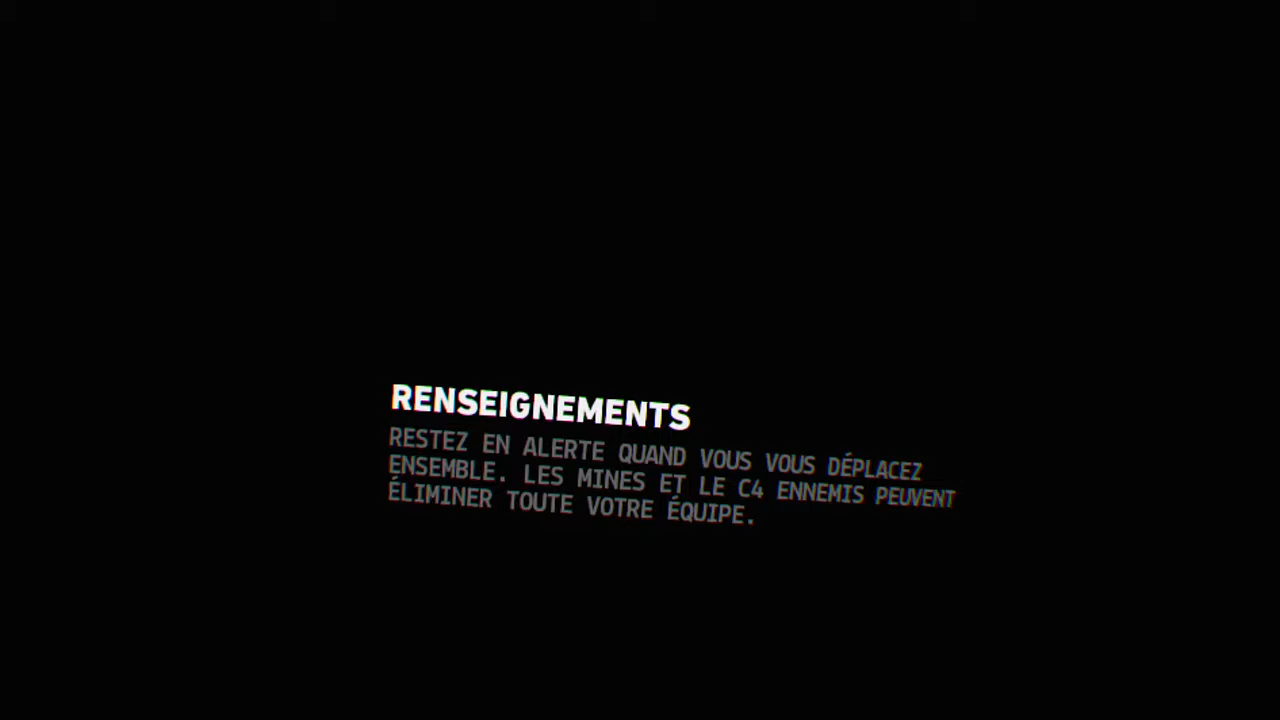 RENSEIGNEMENTS
RESTEZ EN ALERTE QUAND VOUS VOUS DÉPLACEZ
ENSEMBLE. LES MINES ET LE C4 ENNEMIS PEUVENT
ÉLIMINER TOUTE VOTRE ÉQUIPE.